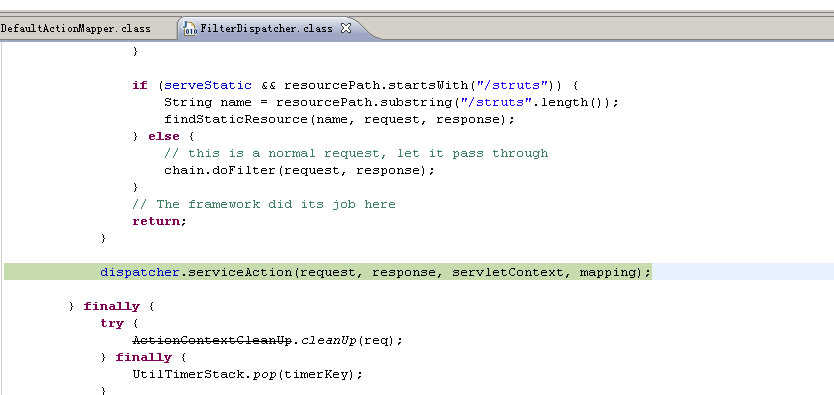 DefaultActionMapper.class FilterDispatcher.class
}
if (serveStatic && resourcePath.startsWith("/struts")) {
String name = resourcePath.substring("/struts".length());
findStaticResource(name, request, response);
} else {
// this is a normal request, let it pass through
chain.doFilter(request, response);
}
// The framework did its job here
return;
}
dispatcher.serviceAction(request, response, servletContext, mapping);
} finally {
try {
ActionContextCleanUp.cleanUp(req);
} finally {
UtilTimerStack.pop(timerKey);
}